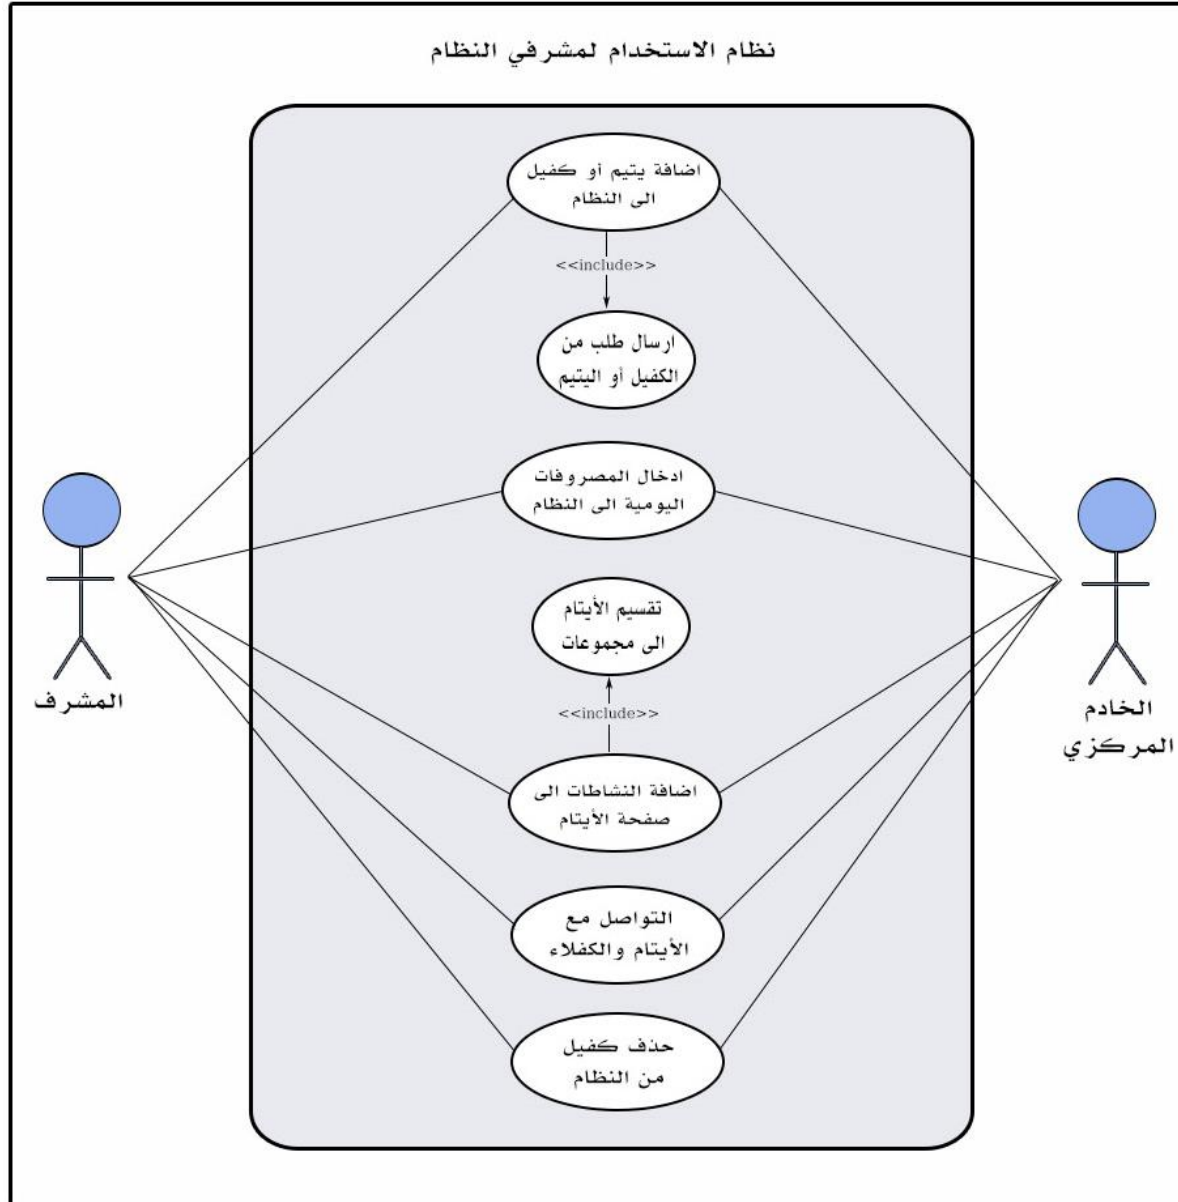 نظام الاستخدام لمشرفي النظام
اضافة يتيم أو كفيل
الى النظام
<<include>>
ارسال طلب من
الكفيل أو اليتيم
ادخال المصروفات
اليومية الى النظام
تقسيم الأيتام
الى مجموعات
<<include>>
المشرف
الخادم
المركزي
اضافة النشاطات الى
صفحة الأيتام
التواصل مع
الأيتام والكفلاء
حذف كفيل
من النظام